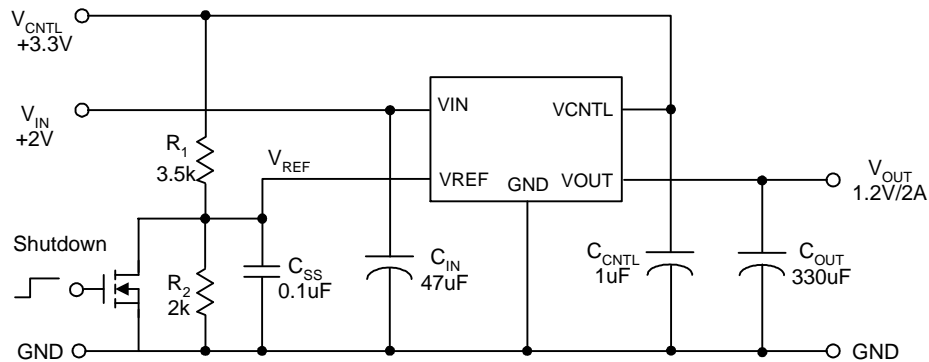 V_CNTL
+3.3V
V_IN
+2V
R_1
3.5k
V_REF
VIN
VCNTL
VREF
GND
VOUT
V_OUT
1.2V/2A
Shutdown
R_2
2k
C_SS
0.1uF
C_IN
47uF
C_CNTL
1uF
C_OUT
330uF
GND
GND